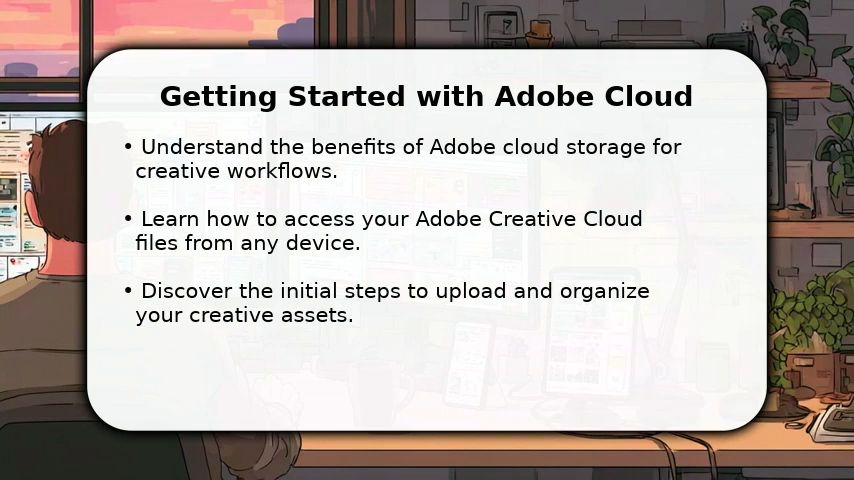 Getting Started with Adobe Cloud
• Understand the benefits of Adobe cloud storage for
creative workflows.
• Learn how to access your Adobe Creative Cloud
files from any device.
• Discover the initial steps to upload and organize
your creative assets.